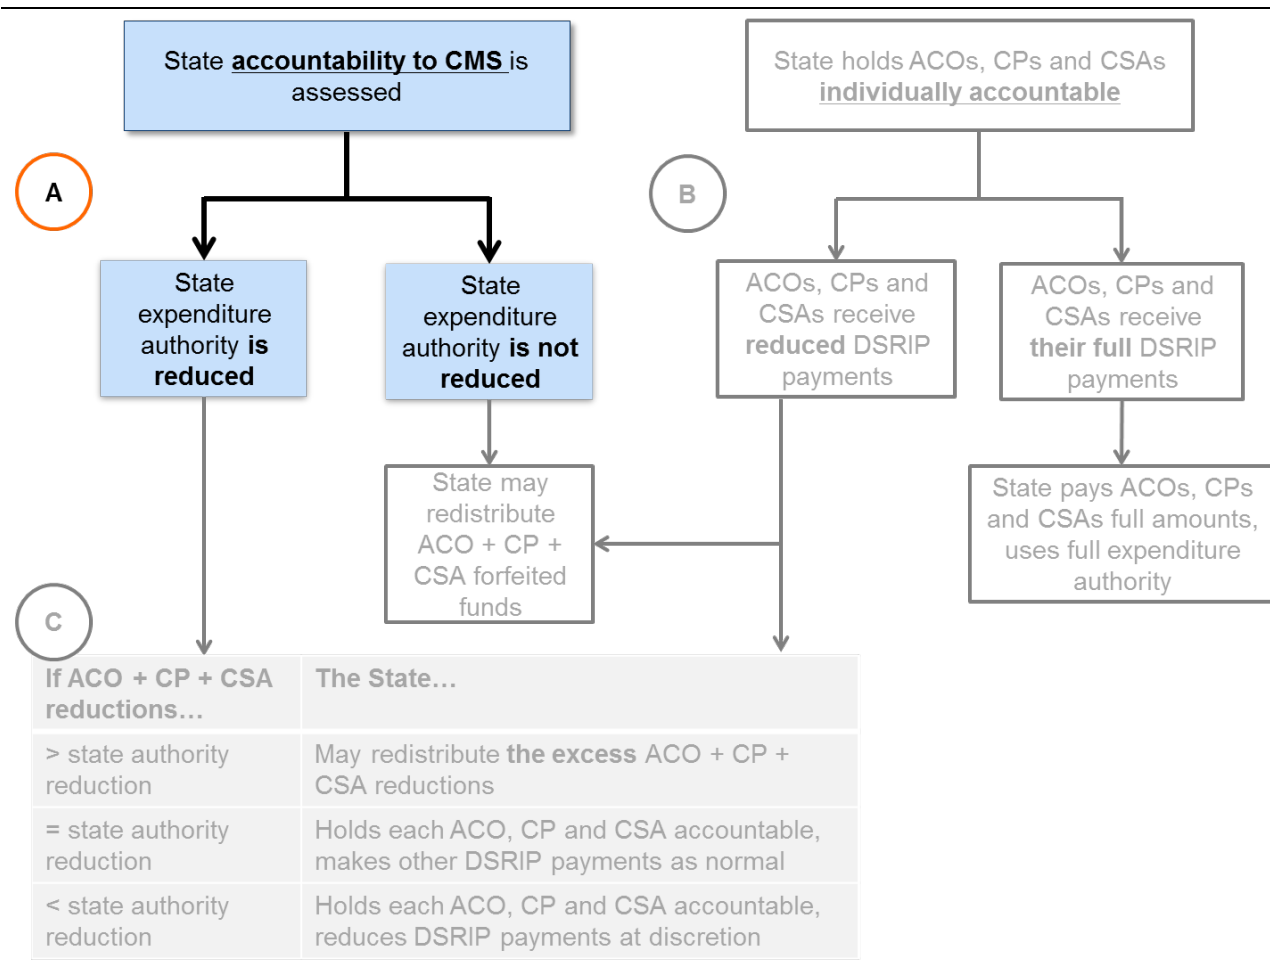 State accountability to CMS is
assessed
State holds ACOs, CPs and CSAs
individually accountable
A
B
State
expenditure
authority is
reduced
State
expenditure
authority is not
reduced
ACOs, CPs and
CSAs receive
reduced DSRIP
payments
ACOs, CPs and
CSAs receive
their full DSRIP
payments
State may
redistribute
ACO + CP +
CSA forfeited
funds
State pays ACOs, CPs
and CSAs full amounts,
uses full expenditure
authority
C
If ACO + CP + CSA
reductions…
The State…
> state authority
reduction
May redistribute the excess ACO + CP +
CSA reductions
= state authority
reduction
Holds each ACO, CP and CSA accountable,
makes other DSRIP payments as normal
< state authority
reduction
Holds each ACO, CP and CSA accountable,
reduces DSRIP payments at discretion